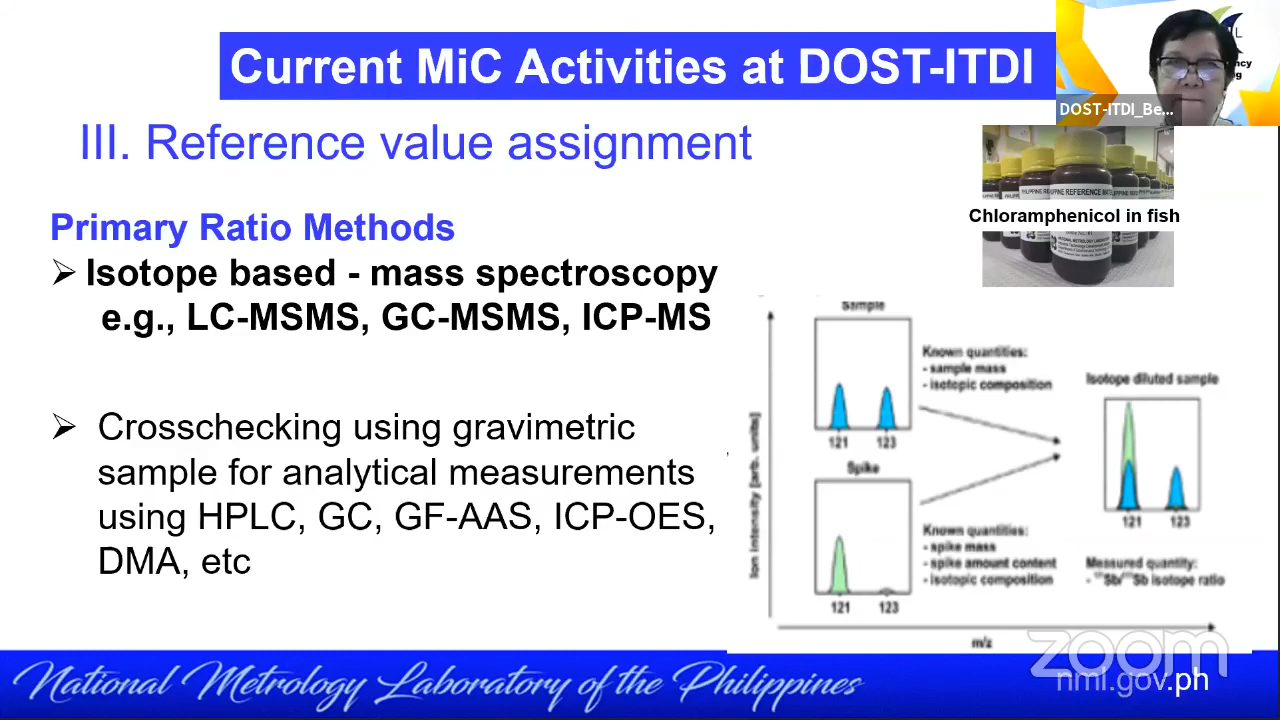 Current MiC Activities at DOST-ITDI
DOST-ITDI_Be...
III. Reference value assignment
Chloramphenicol in fish
Primary Ratio Methods
➢ Isotope based - mass spectroscopy
e.g., LC-MSMS, GC-MSMS, ICP-MS
➢ Crosschecking using gravimetric
sample for analytical measurements
using HPLC, GC, GF-AAS, ICP-OES,
DMA, etc
Sample
Known quantities:
- sample mass
- isotopic composition
121 123
Spike
Known quantities:
- spike mass
- spike amount content
- isotopic composition
121 123
Isotope diluted sample
121 123
Measured quantity:
isotope ratio
Ion intensity [arb. units]
m/z
zoom
National Metrology Laboratory of the Philippines
nml.gov.ph